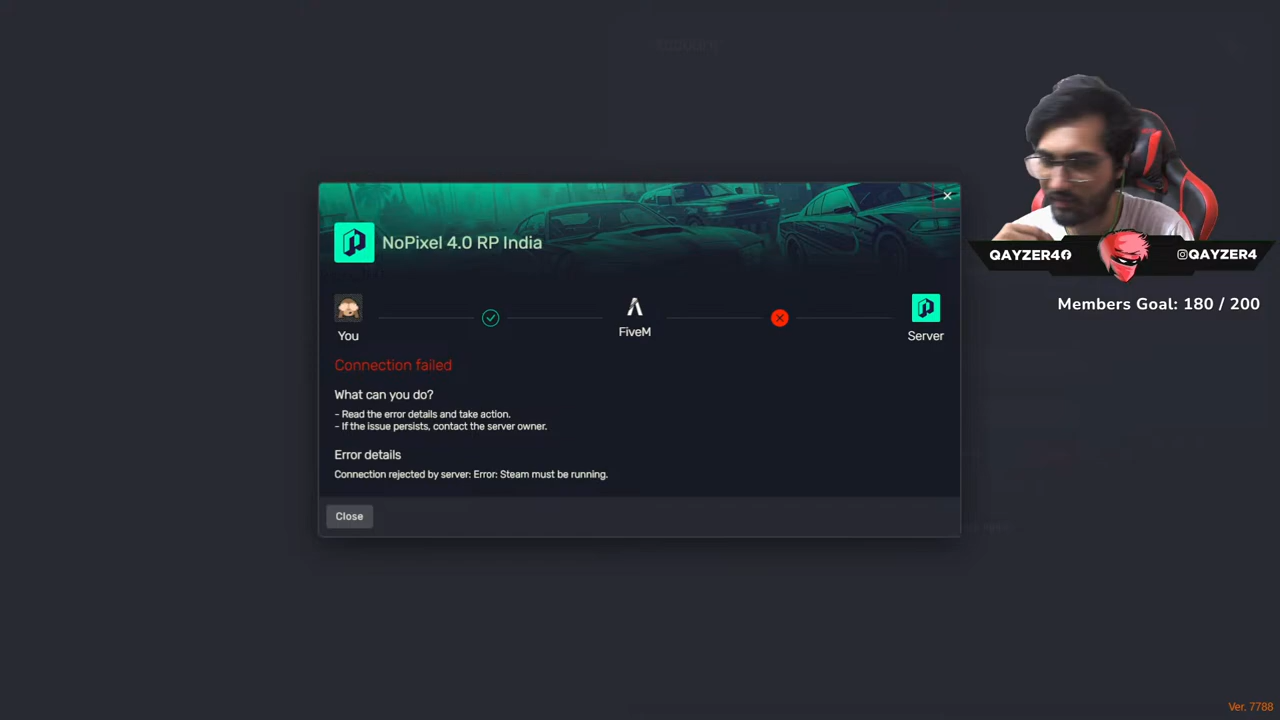 NoPixel 4.0 RP India
You
FiveM
Server
Connection failed
What can you do?
- Read the error details and take action.
- If the issue persists, contact the server owner.
Error details
Connection rejected by server: Error: Steam must be running.
Close
QAYZER4
QAYZER4
Members Goal: 180 / 200
Ver. 7788